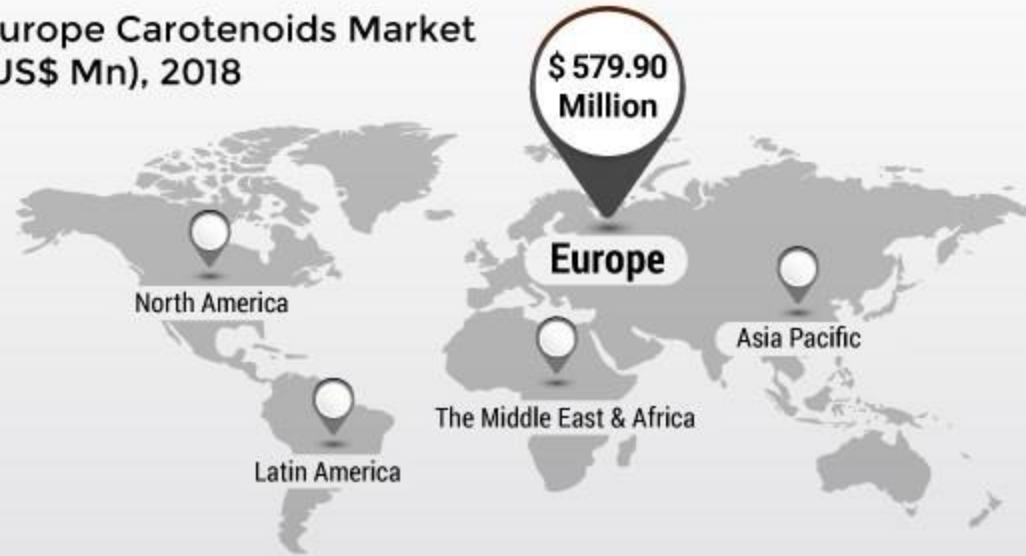 urope Carotenoids Market
US$ Mn), 2018
$ 579.90
Million
Europe
North America
Asia Pacific
The Middle East & Africa
Latin America